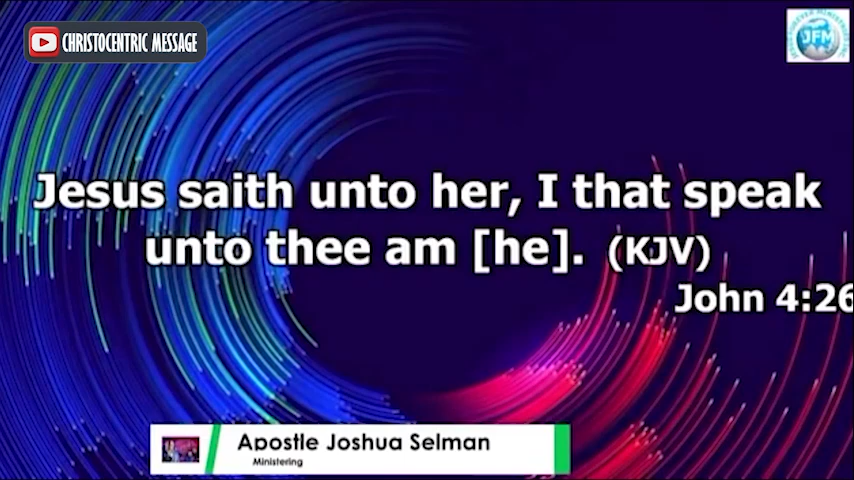 CHRISTOCENTRIC MESSAGE
JFM
Jesus saith unto her, I that speak
unto thee am [he]. (KJV)
John 4:26
Apostle Joshua Selman
Ministering